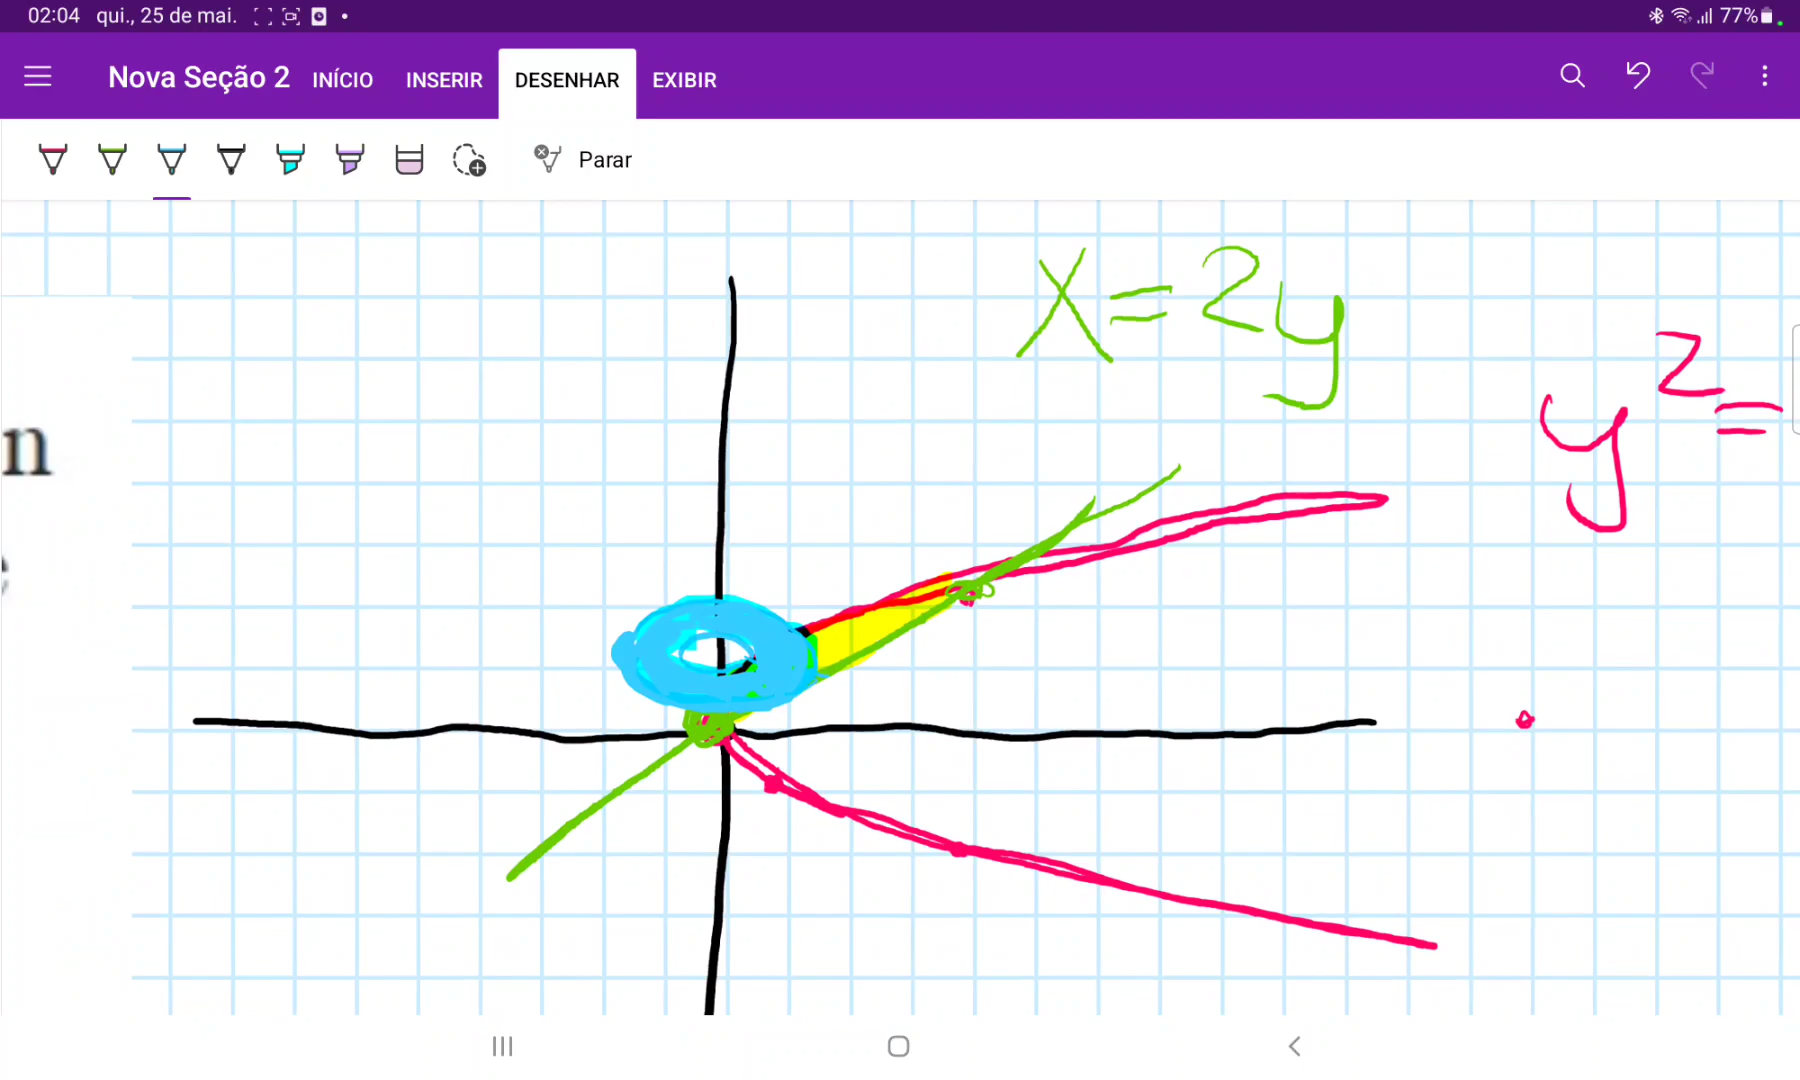 02:04 qui., 25 de mai. 77%
Nova Seção 2 INÍCIO INSERIR DESENHAR EXIBIR
Parar
x=2y
y²=
n